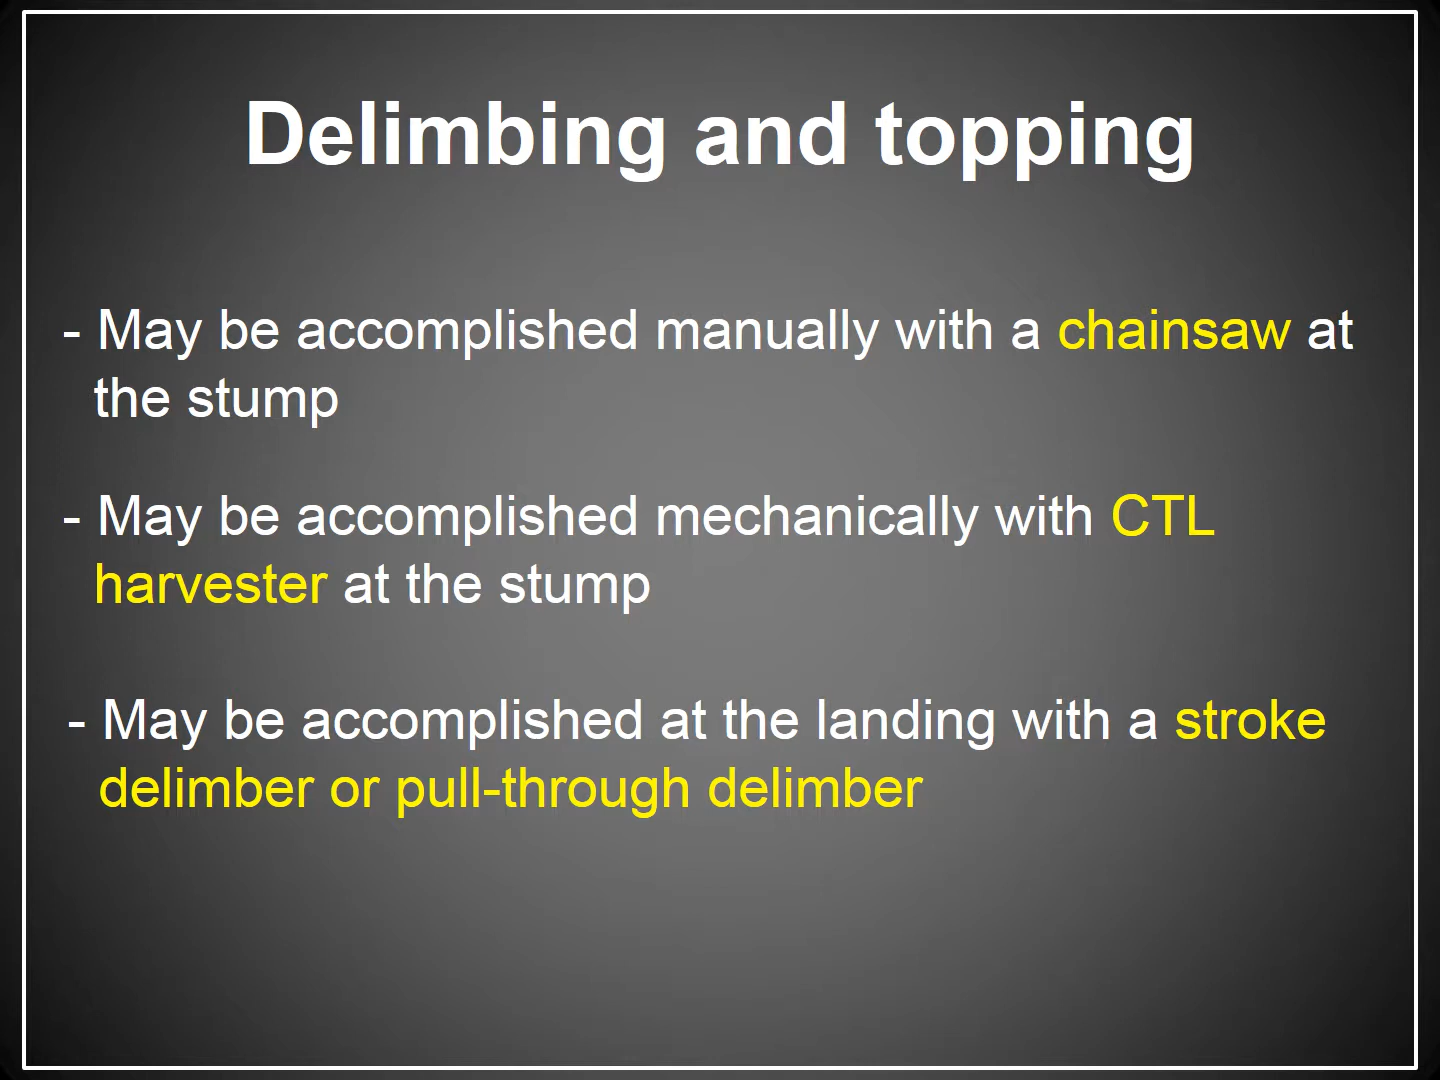 Delimbing and topping
- May be accomplished manually with a chainsaw at
the stump
- May be accomplished mechanically with CTL
harvester at the stump
- May be accomplished at the landing with a stroke
delimber or pull-through delimber